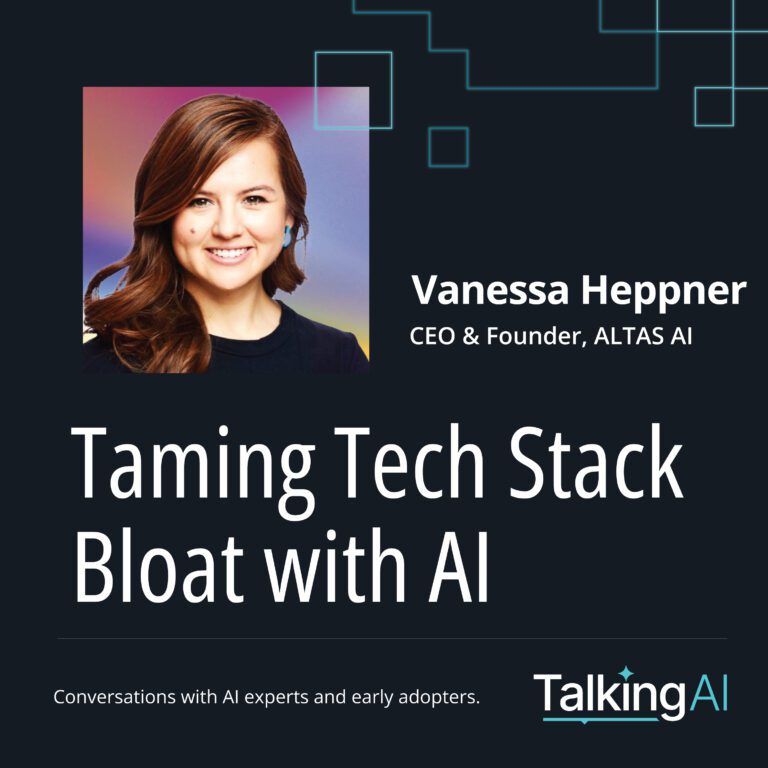 Vanessa Heppner
CEO & Founder, ALTAS AI
Taming Tech Stack
Bloat with AI
Conversations with AI experts and early adopters.
TalkingAI